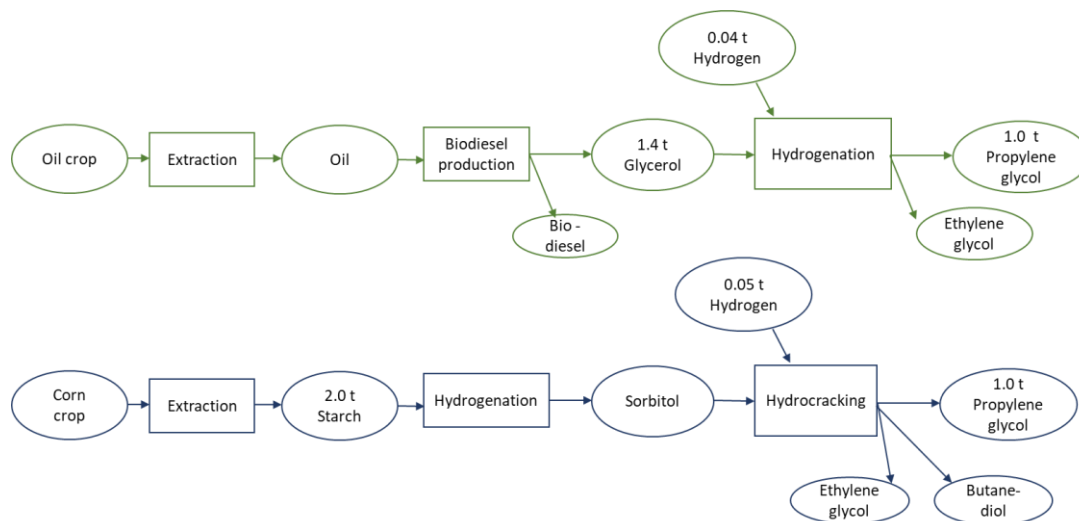 0.04 t
Hydrogen
Oil crop
Extraction
Oil
Biodiesel
production
1.4 t
Glycerol
Hydrogenation
1.0 t
Propylene
glycol
Bio -
diesel
Ethylene
glycol
0.05 t
Hydrogen
Corn
crop
Extraction
2.0 t
Starch
Hydrogenation
Sorbitol
Hydrocracking
1.0 t
Propylene
glycol
Ethylene
glycol
Butane-
diol